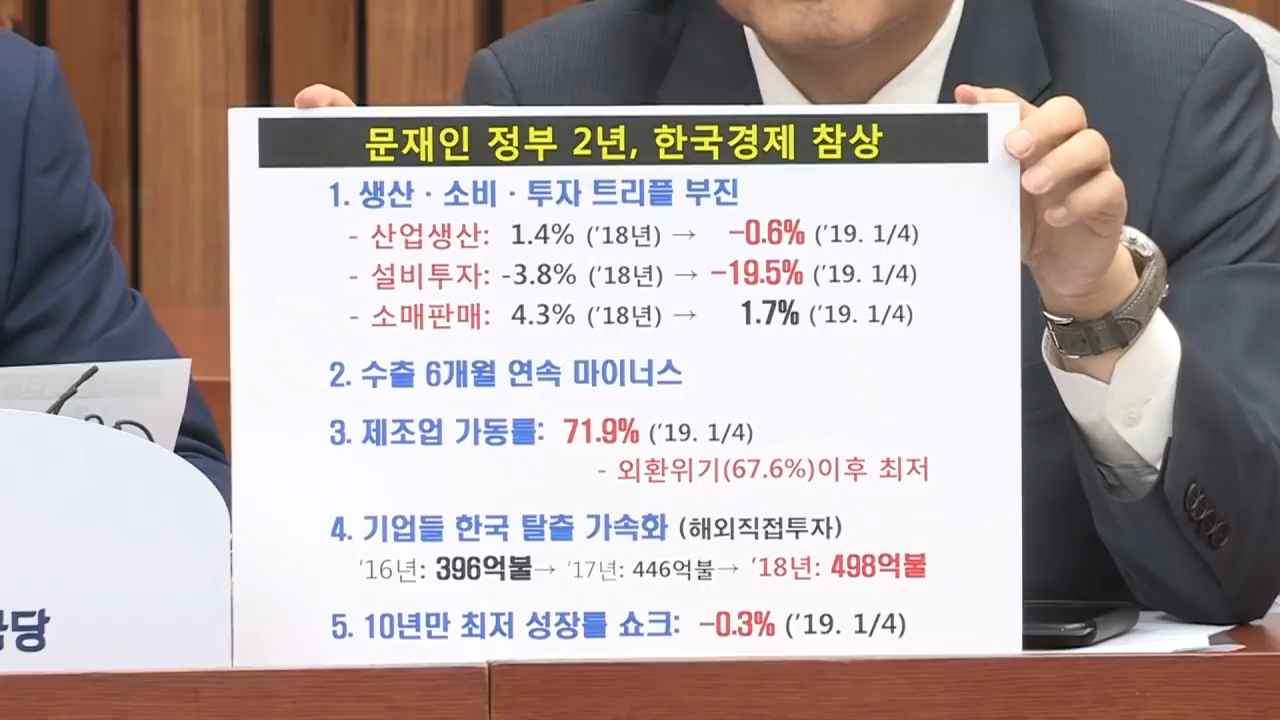 문재인 정부 2년, 한국경제 참상
1. 생산 · 소비 · 투자 트리플 부진
- 산업생산: 1.4% ('18년) → -0.6% ('19. 1/4)
- 설비투자: -3.8% ('18년) → -19.5% ('19. 1/4)
- 소매판매: 4.3% ('18년) → 1.7% ('19. 1/4)
2. 수출 6개월 연속 마이너스
3. 제조업 가동률: 71.9% ('19. 1/4)
- 외환위기(67.6%)이후 최저
4. 기업들 한국 탈출 가속화 (해외직접투자)
'16년: 396억불→ '17년: 446억불→ '18년: 498억불
5. 10년만 최저 성장률 쇼크: -0.3% ('19. 1/4)